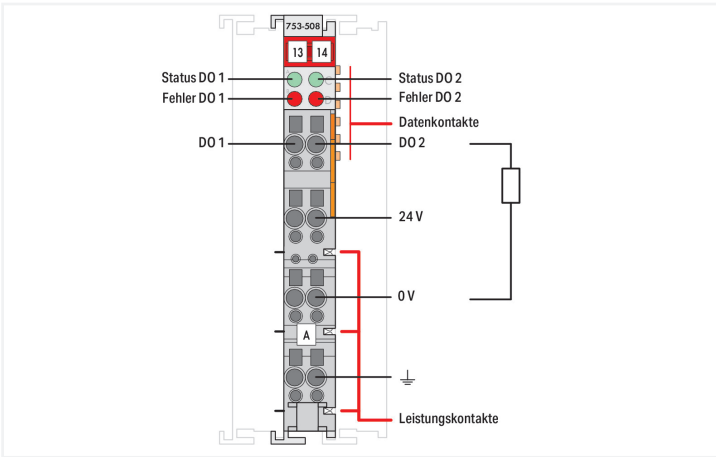 753-508
13 14
Status DO 1
Status DO 2
A C
Fehler DO 1
Fehler DO 2
Datenkontakte
DO 1
DO 2
24 V
0 V
A
Leistungskontakte